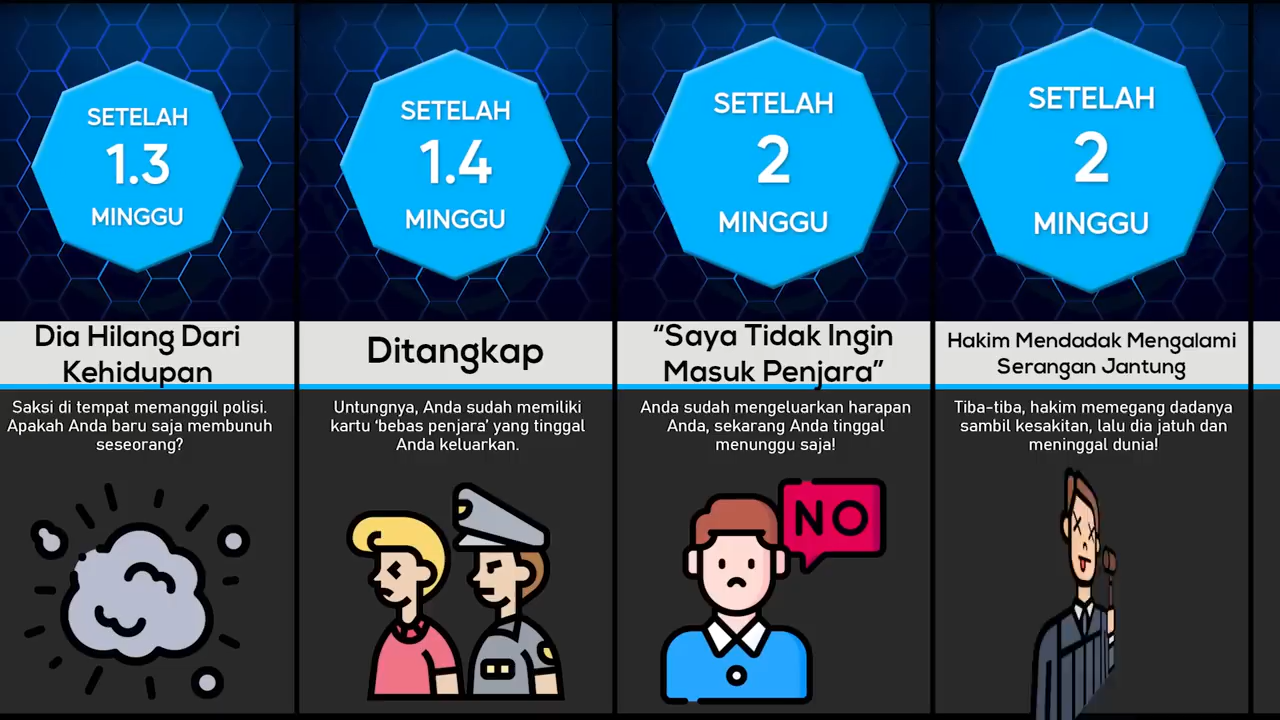 SETELAH
1.3
MINGGU
Dia Hilang Dari
Kehidupan
Saksi di tempat memanggil polisi.
Apakah Anda baru saja membunuh
seseorang?
SETELAH
1.4
MINGGU
Ditangkap
Untungnya, Anda sudah memiliki
kartu ‘bebas penjara’ yang tinggal
Anda keluarkan.
SETELAH
2
MINGGU
“Saya Tidak Ingin
Masuk Penjara”
Anda sudah mengeluarkan harapan
Anda, sekarang Anda tinggal
menunggu saja!
NO
SETELAH
2
MINGGU
Hakim Mendadak Mengalami
Serangan Jantung
Tiba-tiba, hakim memegang dadanya
sambil kesakitan, lalu dia jatuh dan
meninggal dunia!